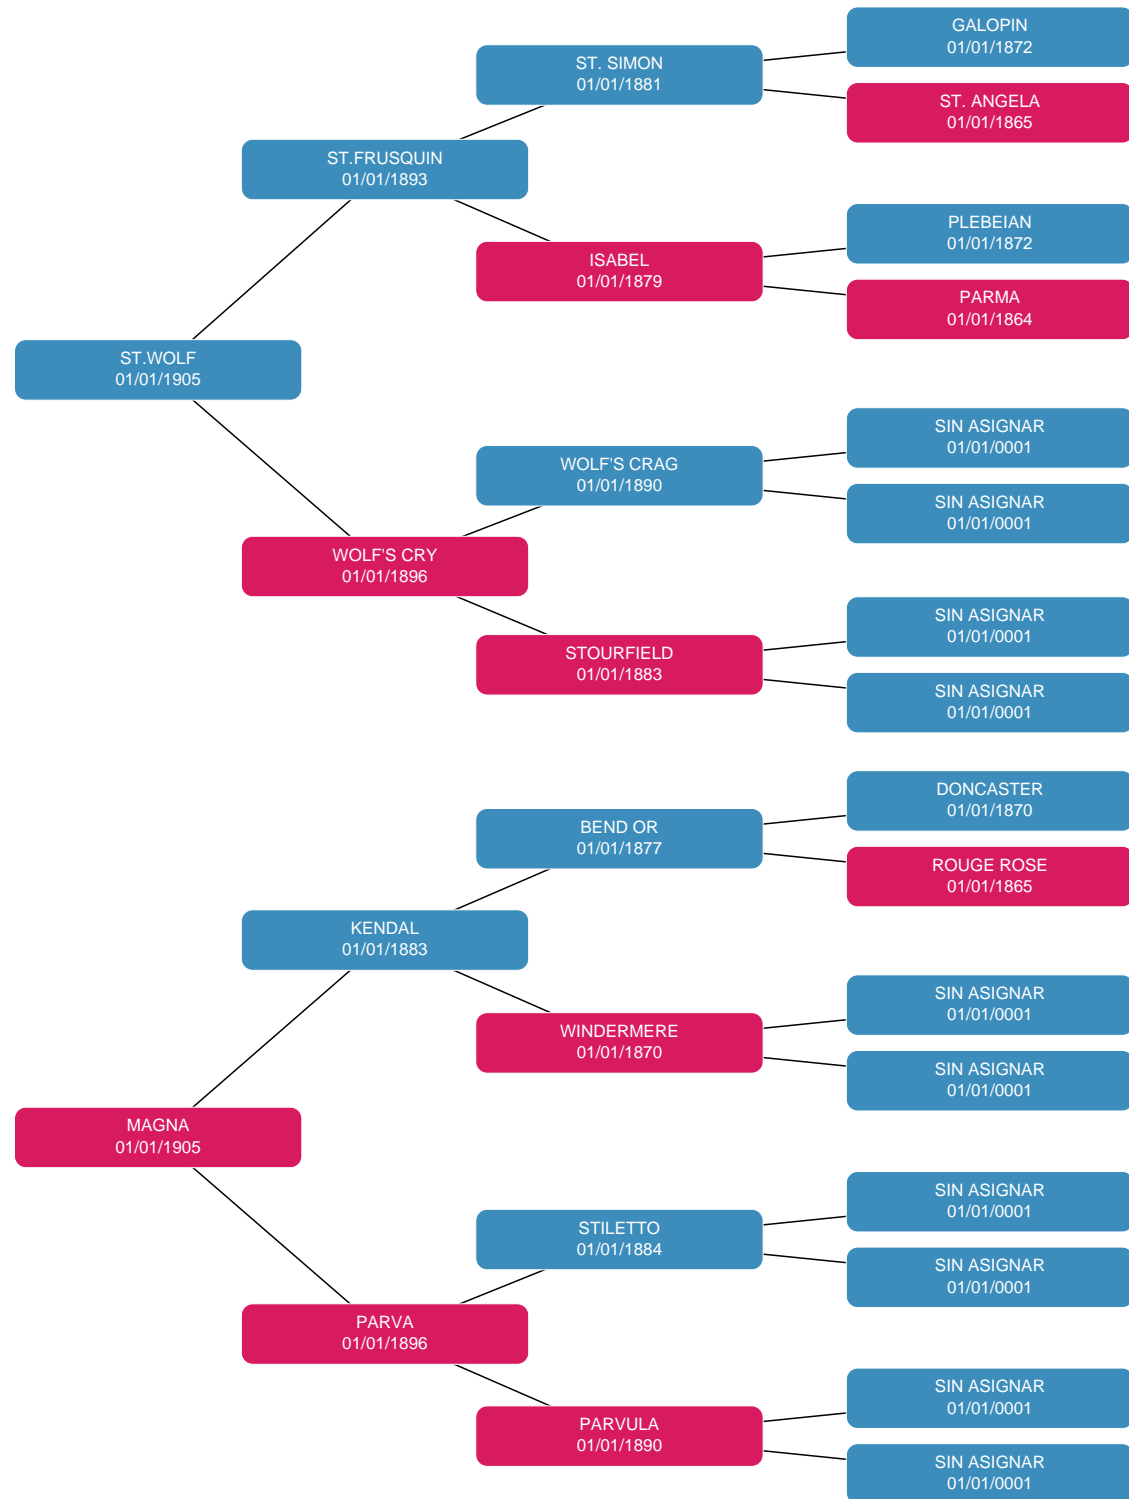 GALOPIN
01/01/1872
ST. SIMON
01/01/1881
ST. ANGELA
01/01/1865
ST.FRUSQUIN
01/01/1893
PLEBEIAN
01/01/1872
ISABEL
01/01/1879
PARMA
01/01/1864
ST.WOLF
01/01/1905
SIN ASIGNAR
01/01/0001
WOLF'S CRAG
01/01/1890
SIN ASIGNAR
01/01/0001
WOLF'S CRY
01/01/1896
SIN ASIGNAR
01/01/0001
STOURFIELD
01/01/1883
SIN ASIGNAR
01/01/0001
DONCASTER
01/01/1870
BEND OR
01/01/1877
ROUGE ROSE
01/01/1865
KENDAL
01/01/1883
SIN ASIGNAR
01/01/0001
WINDERMERE
01/01/1870
SIN ASIGNAR
01/01/0001
MAGNA
01/01/1905
SIN ASIGNAR
01/01/0001
STILETTO
01/01/1884
SIN ASIGNAR
01/01/0001
PARVA
01/01/1896
SIN ASIGNAR
01/01/0001
PARVULA
01/01/1890
SIN ASIGNAR
01/01/0001